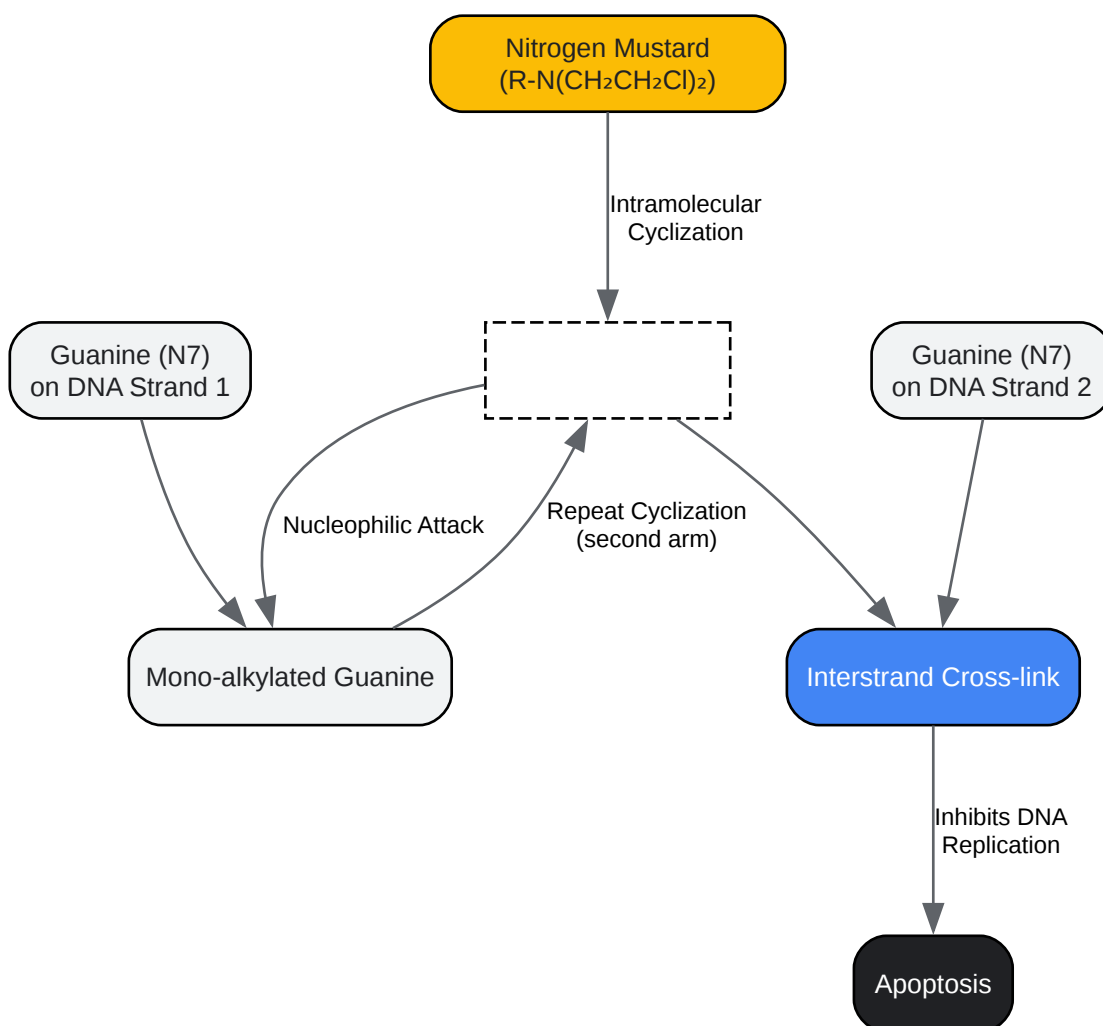 Nitrogen Mustard
(R-N(CH₂CH₂Cl)₂)
Intramolecular
Cyclization
Guanine (N7)
on DNA Strand 1
Guanine (N7)
on DNA Strand 2
Nucleophilic Attack
Repeat Cyclization
(second arm)
Mono-alkylated Guanine
Interstrand Cross-link
Inhibits DNA
Replication
Apoptosis